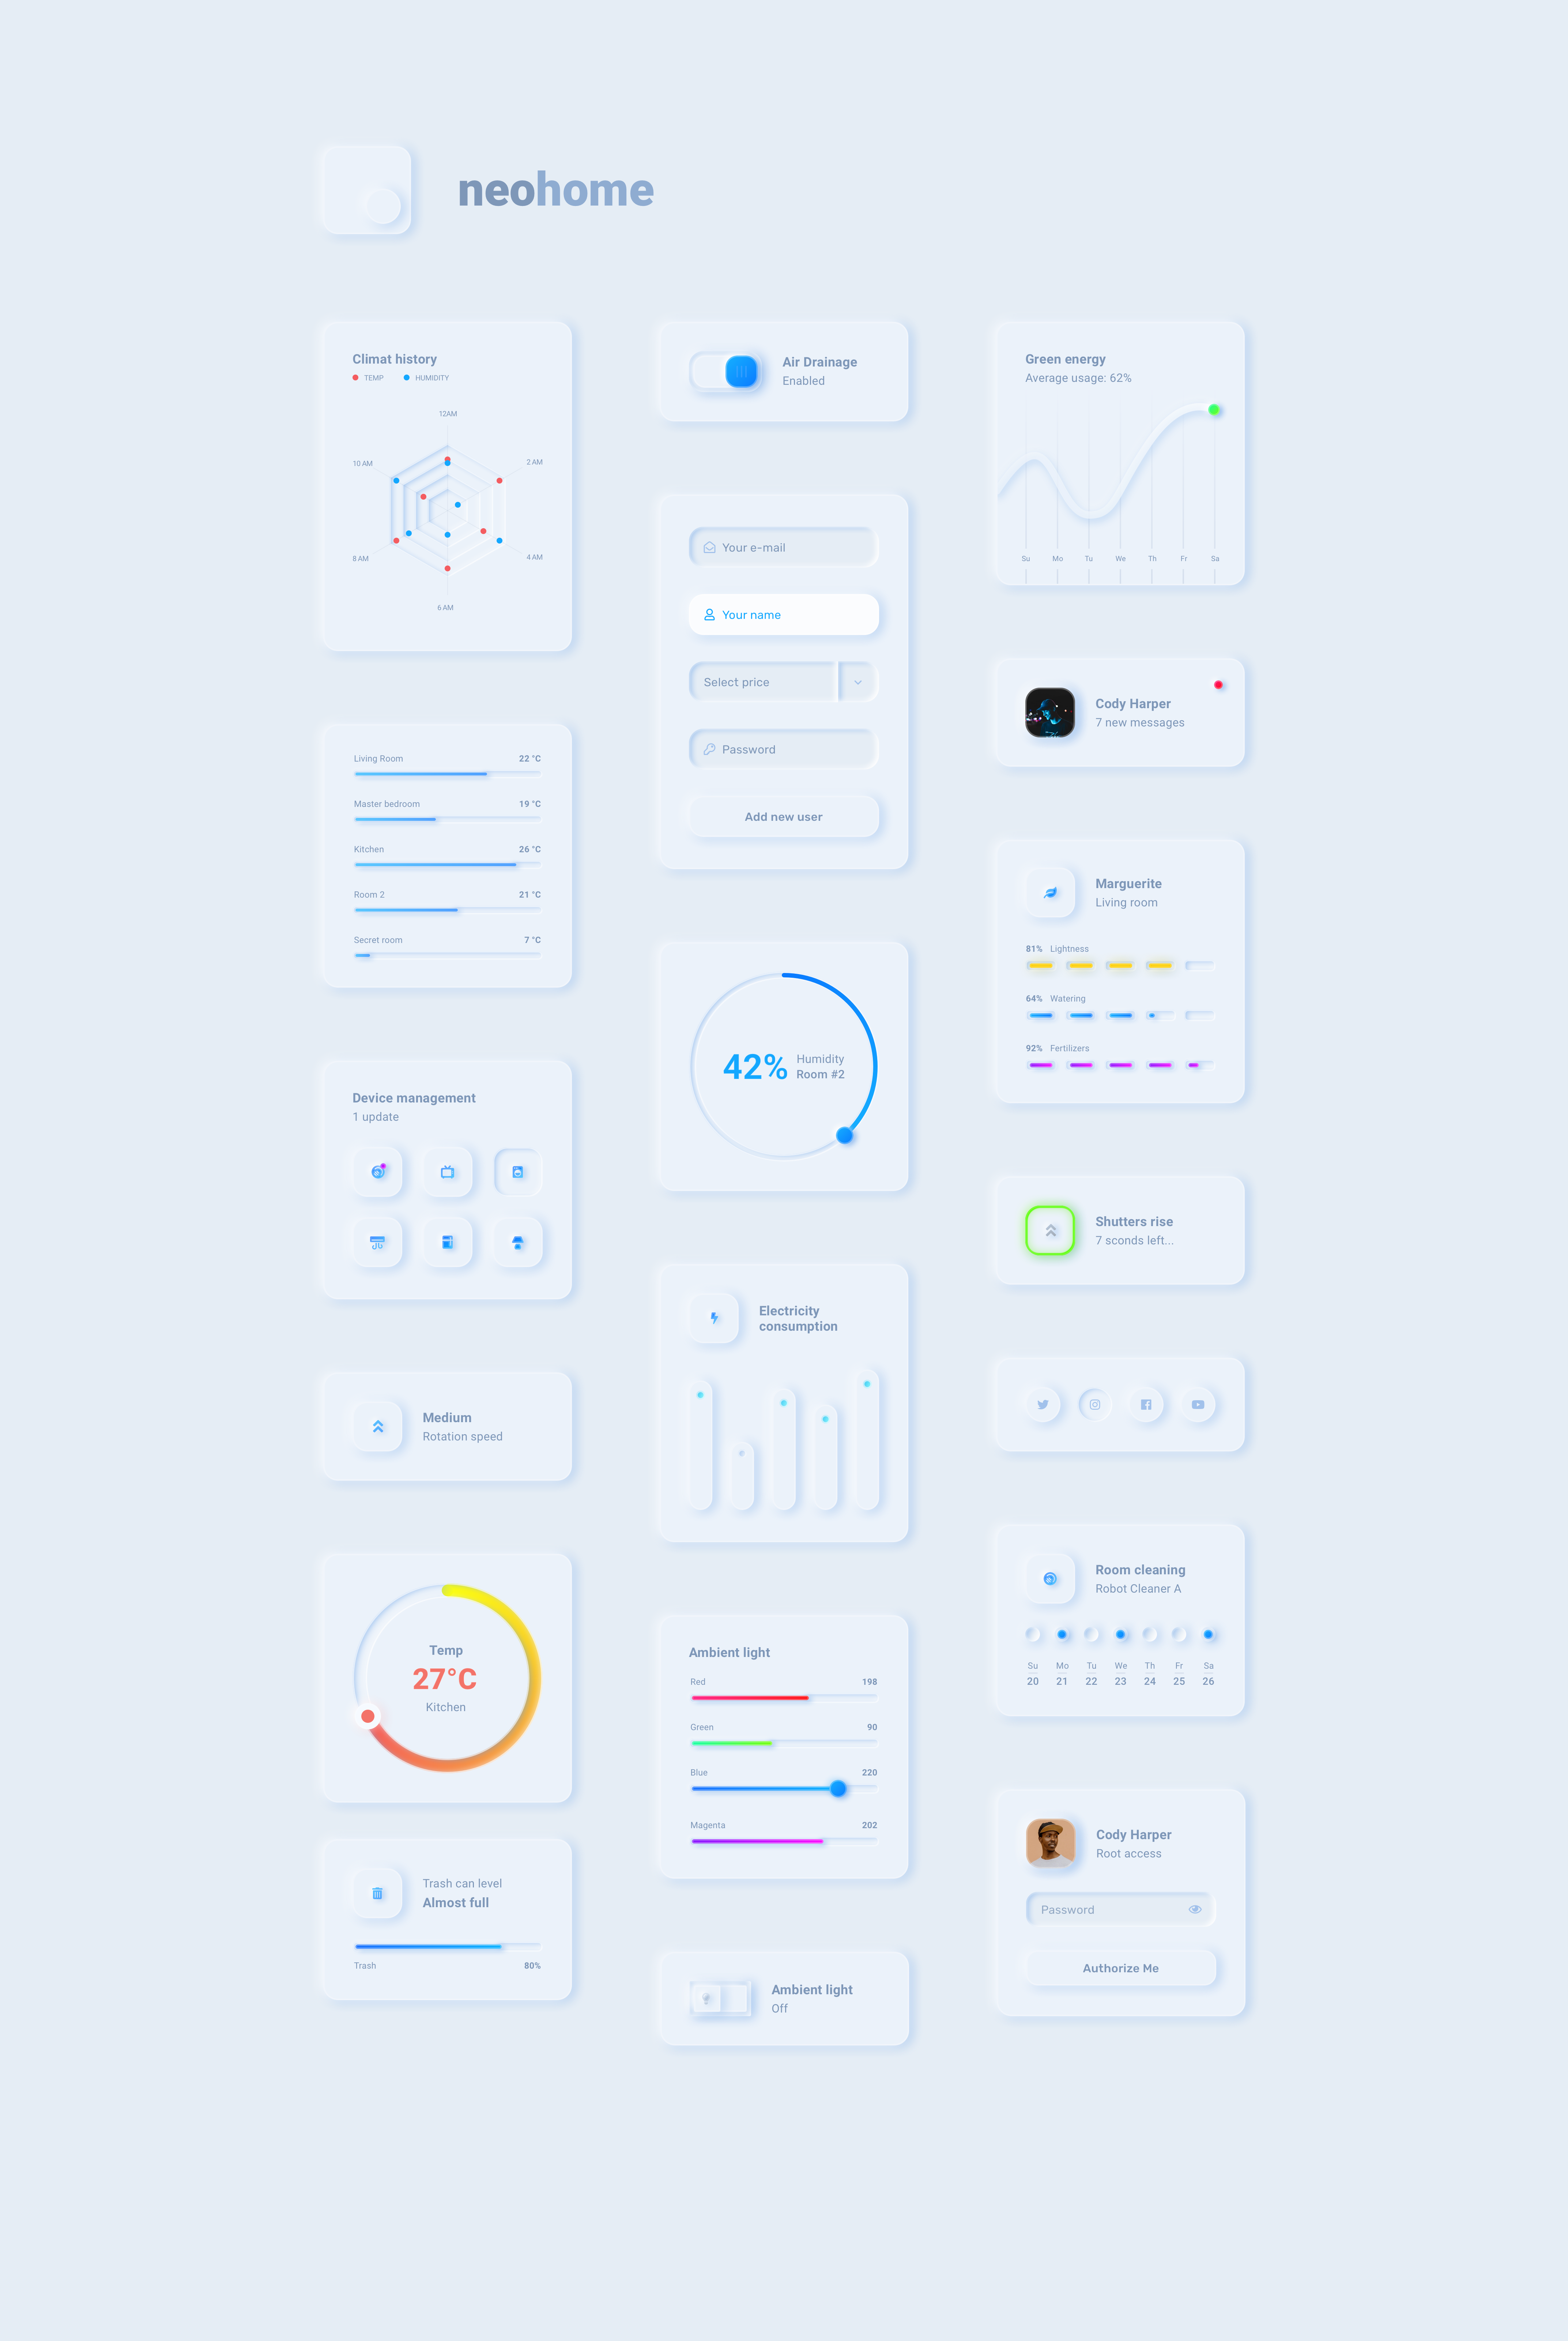 neohome
Climat history
TEMP
HUMIDITY
12AM
10 AM
2 AM
8 AM
4 AM
6 AM
Living Room
22 °C
Master bedroom
19 °C
Kitchen
26 °C
Room 2
21 °C
Secret room
7 °C
Device management
1 update
Medium
Rotation speed
Temp
27°C
Kitchen
Trash can level
Almost full
Trash
80%
Air Drainage
Enabled
Your e-mail
Your name
Select price
Password
Add new user
42%
Humidity
Room #2
Electricity
consumption
Ambient light
Red
198
Green
90
Blue
220
Magenta
202
Ambient light
Off
Green energy
Average usage: 62%
Su Mo Tu We Th Fr Sa
Cody Harper
7 new messages
Marguerite
Living room
81% Lightness
64% Watering
92% Fertilizers
Shutters rise
7 sconds left...
Room cleaning
Robot Cleaner A
Su Mo Tu We Th Fr Sa
20 21 22 23 24 25 26
Cody Harper
Root access
Password
Authorize Me